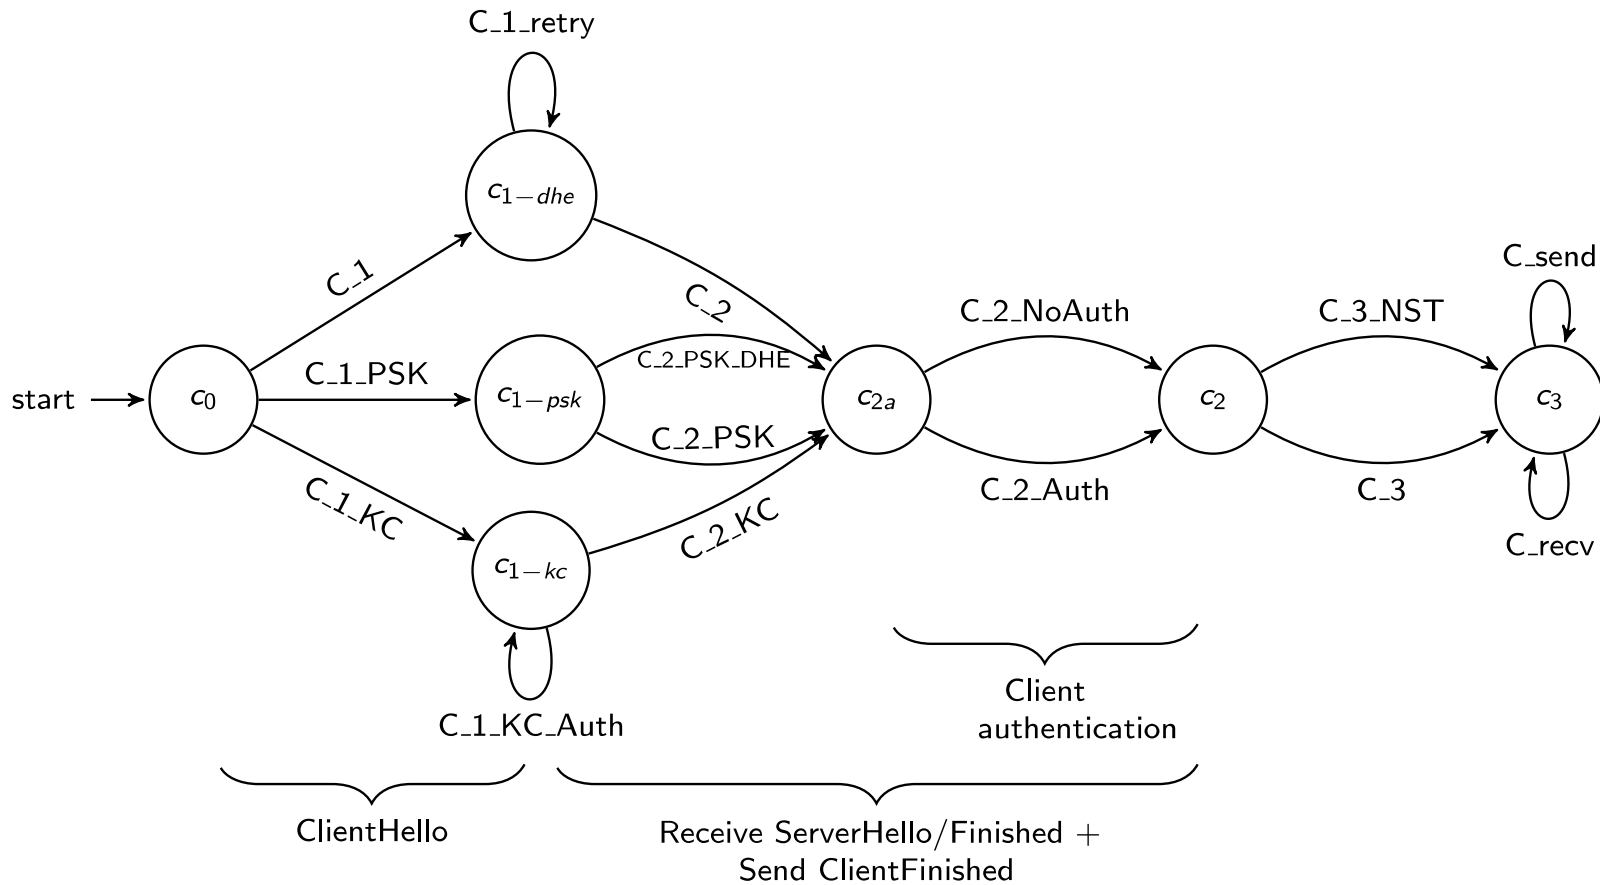 C_1_retry
c1−dhe
C_1
C_2
C_send
C_2_NoAuth
C_3_NST
C_1_PSK
C_2_PSK_DHE
start
c0
c1−psk
c2a
c2
c3
C_2_PSK
C_2_Auth
C_3
C_1_KC
C_2_KC
C_recv
c1−kc
C_1_KC_Auth
Client
authentication
ClientHello
Receive ServerHello/Finished +
Send ClientFinished